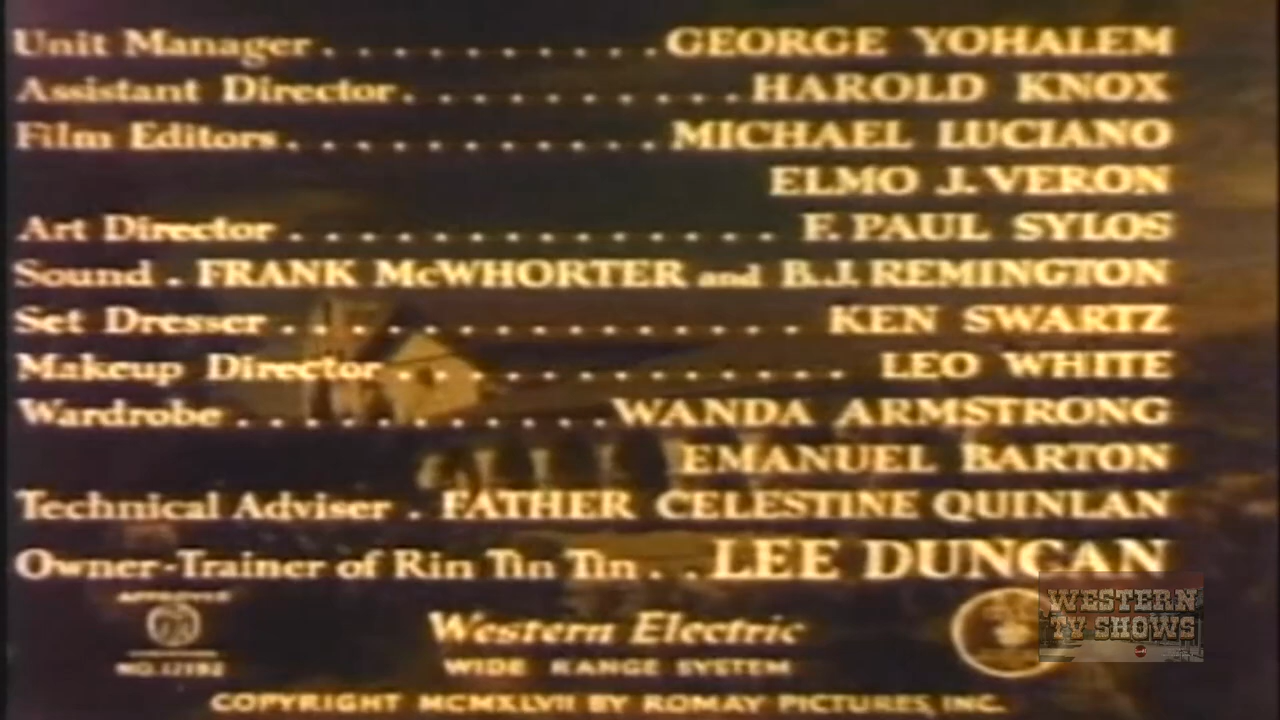 Unit Manager . . . . . . . . . . GEORGE YOHALEM
Assistant Director . . . . . . . . . . HAROLD KNOX
Film Editors . . . . . . . . . . . MICHAEL LUCIANO
ELMO J. VERON
Art Director . . . . . . . . . . . . . . . F. PAUL SYLOS
Sound . FRANK McWHORTER and B.J. REMINGTON
Set Dresser . . . . . . . . . . . . . . . . KEN SWARTZ
Makeup Director . . . . . . . . . . . . . . LEO WHITE
Wardrobe . . . . . . . . . . . . WANDA ARMSTRONG
EMANUEL BARTON
Technical Adviser . FATHER CELESTINE QUINLAN
Owner-Trainer of Rin Tin Tin . . LEE DUNCAN
APPROVED
NO. 12192
Western Electric
WIDE RANGE SYSTEM
WESTERN
TV SHOWS
COPYRIGHT MCMXLVII BY ROMAY PICTURES, INC.